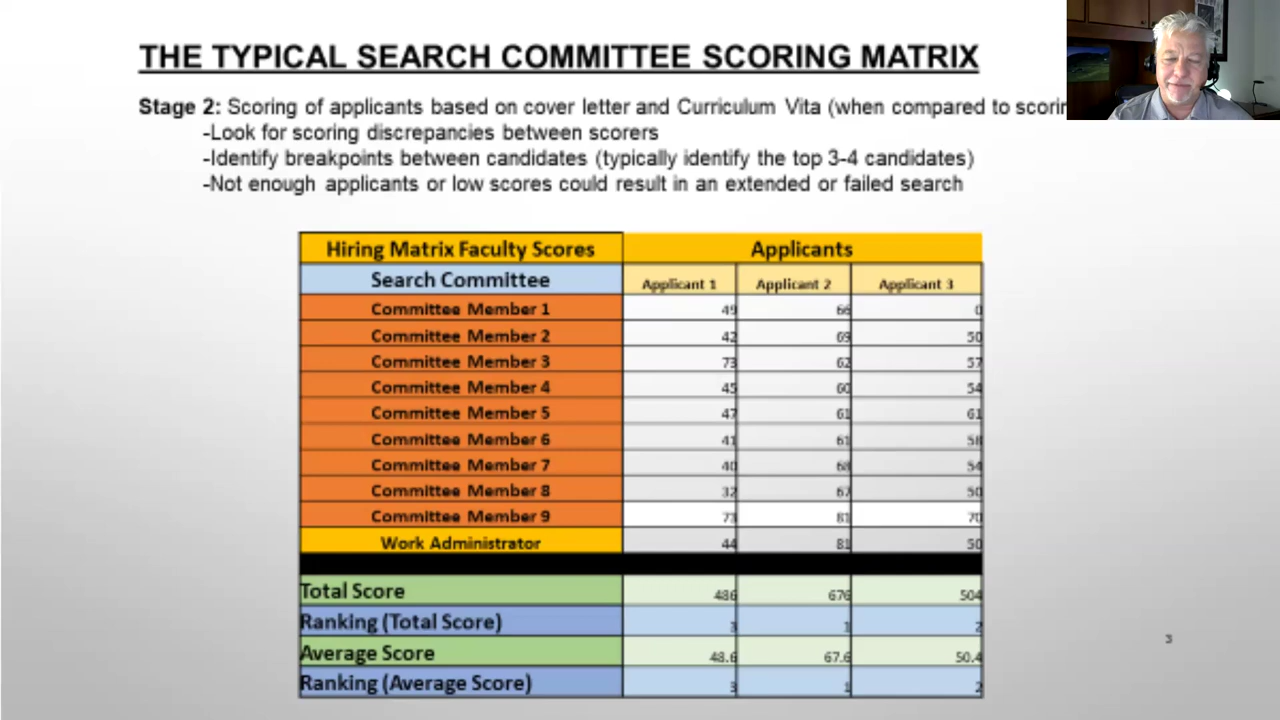 THE TYPICAL SEARCH COMMITTEE SCORING MATRIX
Stage 2: Scoring of applicants based on cover letter and Curriculum Vita (when compared to
-Look for scoring discrepancies between scorers
-Identify breakpoints between candidates (typically identify the top 3-4 candidates)
-Not enough applicants or low scores could result in an extended or failed search
Hiring Matrix Faculty Scores Applicants
Search Committee Applicant 1 Applicant 2 Applicant 3
Committee Member 1 49 66 0
Committee Member 2 42 69 50
Committee Member 3 73 62 57
Committee Member 4 45 60 54
Committee Member 5 47 61 61
Committee Member 6 41 61 58
Committee Member 7 40 68 54
Committee Member 8 32 67 50
Committee Member 9 73 81 70
Work Administrator 44 81 50
Total Score 486 676 504
Ranking (Total Score) 3 1 2
Average Score 48.6 67.6 50.4
Ranking (Average Score) 3 1 2
3